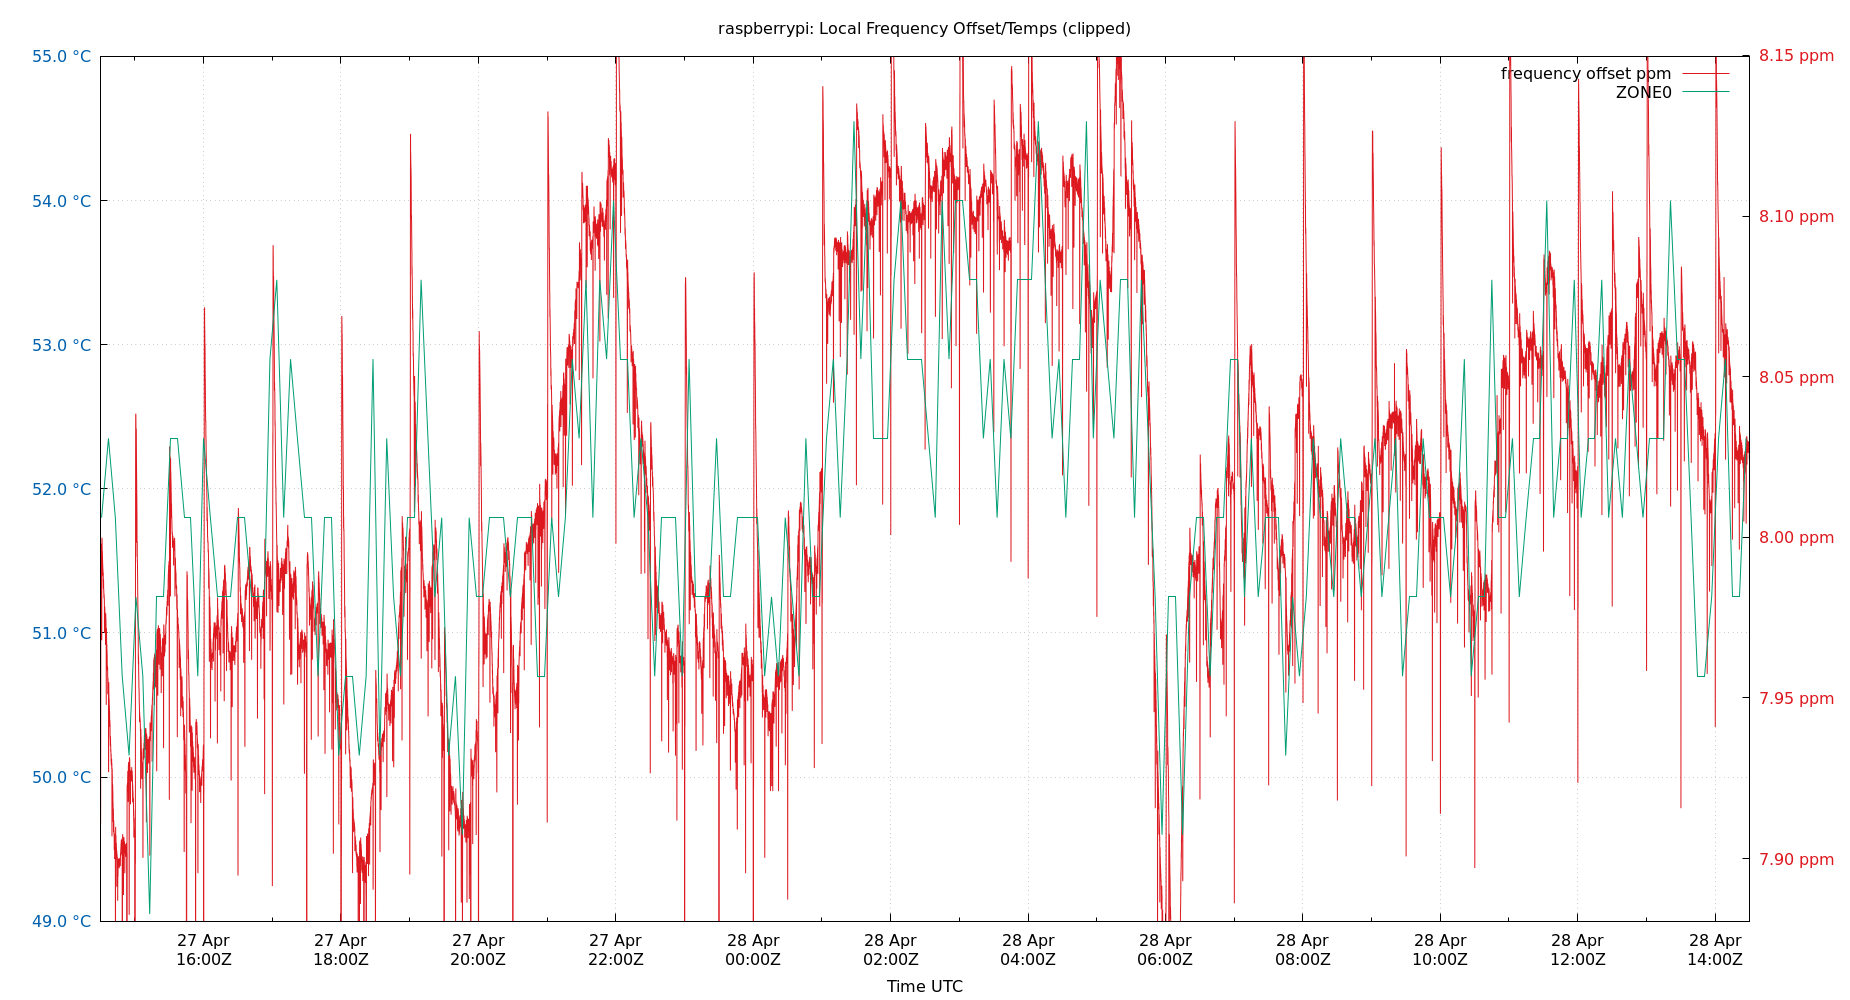 raspberrypi: Local Frequency Offset/Temps (clipped)
55.0 °C
54.0 °C
53.0 °C
52.0 °C
51.0 °C
50.0 °C
49.0 °C
8.15 ppm
8.10 ppm
8.05 ppm
8.00 ppm
7.95 ppm
7.90 ppm
frequency offset ppm
ZONE0
27 Apr 27 Apr 27 Apr 27 Apr 28 Apr 28 Apr 28 Apr 28 Apr 28 Apr 28 Apr 28 Apr 28 Apr
16:00Z 18:00Z 20:00Z 22:00Z 00:00Z 02:00Z 04:00Z 06:00Z 08:00Z 10:00Z 12:00Z 14:00Z
Time UTC